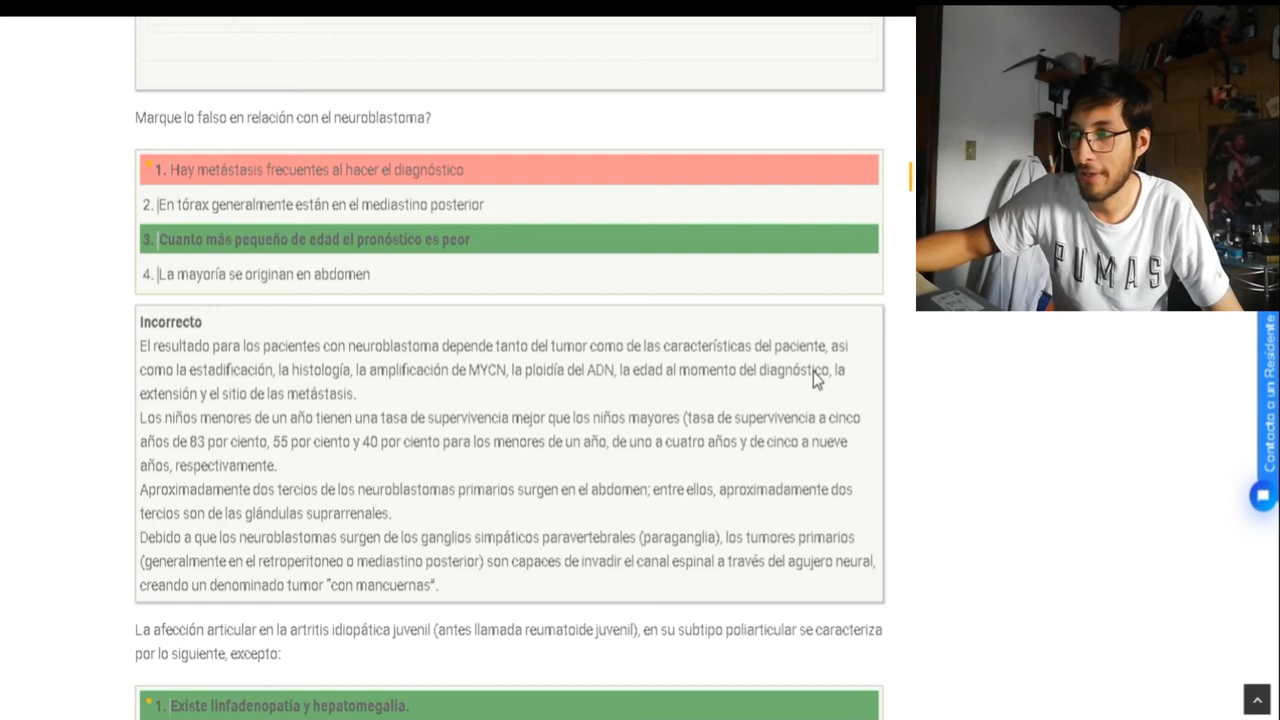 Marque lo falso en relación con el neuroblastoma?
1. Hay metástasis frecuentes al hacer el diagnóstico
2. En tórax generalmente están en el mediastino posterior
3. Cuanto más pequeño de edad el pronóstico es peor
4. La mayoría se originan en abdomen
Incorrecto
El resultado para los pacientes con neuroblastoma depende tanto del tumor como de las características del paciente, asi
como la estadificación, la histología, la amplificación de MYCN, la ploidía del ADN, la edad al momento del diagnóstico, la
extensión y el sitio de las metástasis.
Los niños menores de un año tienen una tasa de supervivencia mejor que los niños mayores (tasa de supervivencia a cinco
años de 83 por ciento, 55 por ciento y 40 por ciento para los menores de un año, de uno a cuatro años y de cinco a nueve
años, respectivamente.
Aproximadamente dos tercios de los neuroblastomas primarios surgen en el abdomen; entre ellos, aproximadamente dos
tercios son de las glándulas suprarrenales.
Debido a que los neuroblastomas surgen de los ganglios simpáticos paravertebrales (paraganglia), los tumores primarios
(generalmente en el retroperitoneo o mediastino posterior) son capaces de invadir el canal espinal a través del agujero neural,
creando un denominado tumor "con mancuernas".
La afección articular en la artritis idiopática juvenil (antes llamada reumatoide juvenil), en su subtipo poliarticular se caracteriza
por lo siguiente, excepto:
1. Existe linfadenopatia y hepatomegalia.
PUMAS
Contacta a un Residente